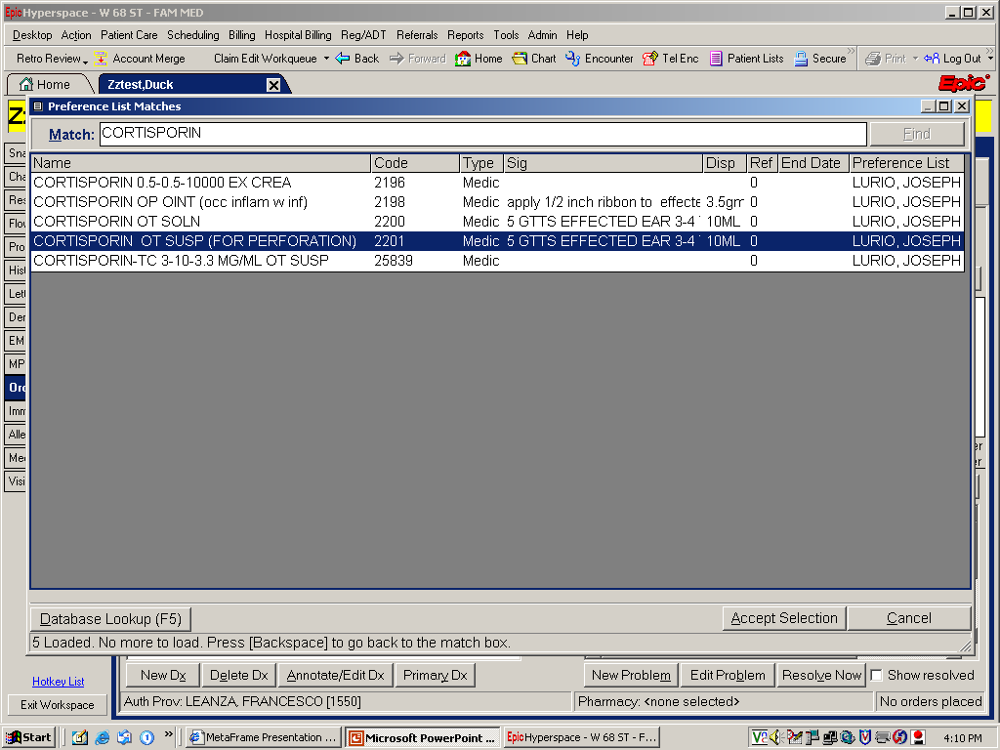 Epic Hyperspace - W 68 ST - FAM MED
Desktop Action Patient Care Scheduling Billing Hospital Billing Reg/ADT Referrals Reports Tools Admin Help
Retro Review Account Merge Claim Edit Workqueue Back Forward Home Chart Encounter Tel Enc Patient Lists Secure Print Log Out
Home Zztest,Duck Epic
Preference List Matches
Match: CORTISPORIN Find
Name Code Type Sig Disp Ref End Date Preference List
CORTISPORIN 0.5-0.5-10000 EX CREA 2196 Medic 0 LURIO, JOSEPH
CORTISPORIN OP OINT (occ inflam w inf) 2198 Medic apply 1/2 inch ribbon to effecte 3.5gm 0 LURIO, JOSEPH
CORTISPORIN OT SOLN 2200 Medic 5 GTTS EFFECTED EAR 3-4 10ML 0 LURIO, JOSEPH
CORTISPORIN OT SUSP (FOR PERFORATION) 2201 Medic 5 GTTS EFFECTED EAR 3-4 10ML 0 LURIO, JOSEPH
CORTISPORIN-TC 3-10-3.3 MG/ML OT SUSP 25839 Medic 0 LURIO, JOSEPH
Sna
Cha
Res
Flov
Pro
Hist
Lett
Der
EM
MP
Ord
Imm
Alle
Med
Visi
Database Lookup (F5) Accept Selection Cancel
5 Loaded. No more to load. Press [Backspace] to go back to the match box.
New Dx Delete Dx Annotate/Edit Dx Primary Dx New Problem Edit Problem Resolve Now Show resolved
Hotkey List
Exit Workspace Auth Prov: LEANZA, FRANCESCO [1550] Pharmacy: <none selected> No orders placed
Start » MetaFrame Presentation ... Microsoft PowerPoint ... Epic Hyperspace - W 68 ST - F... 4:10 PM